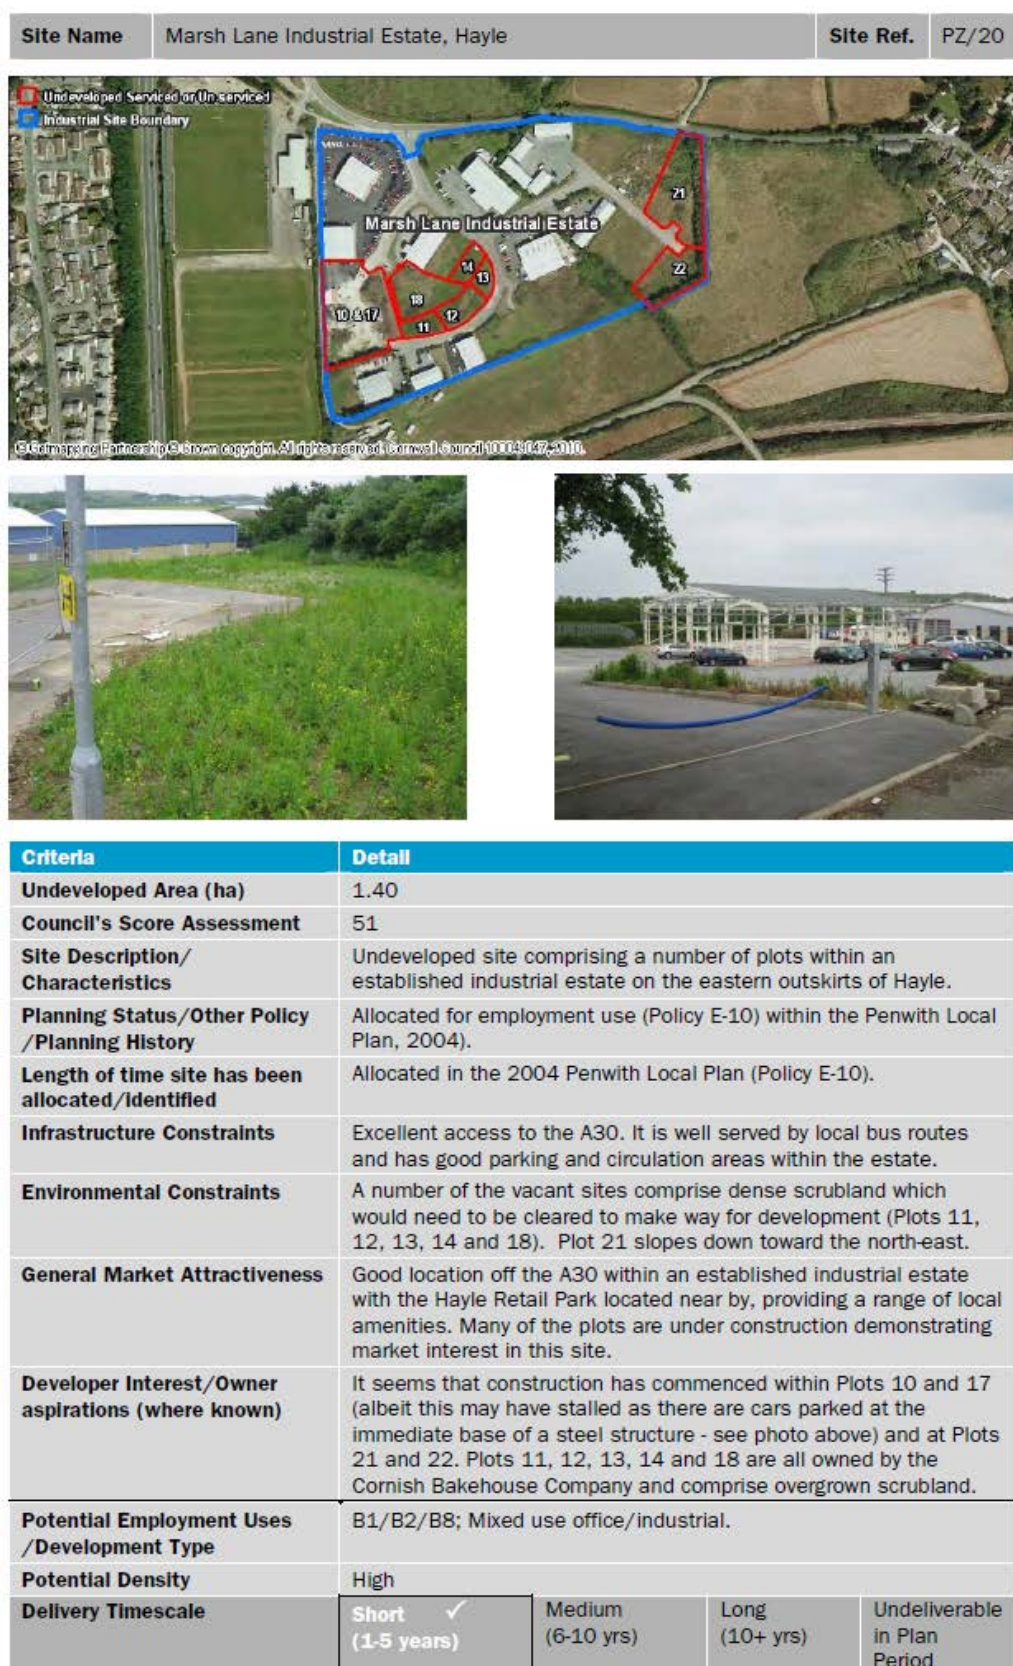 Site Name Marsh Lane Industrial Estate, Hayle Site Ref. PZ/20
Undeveloped Serviced or Un serviced
Industrial Site Boundary
21
Marsh Lane Industrial Estate
14
13
22
18
10 & 17
12
11
© Getmapping Partnership © Crown copyright. All rights reserved. Cornwall Council 100049047, 2010.
Criteria Detail
Undeveloped Area (ha) 1.40
Council's Score Assessment 51
Site Description/ Undeveloped site comprising a number of plots within an
Characteristics established industrial estate on the eastern outskirts of Hayle.
Planning Status/Other Policy Allocated for employment use (Policy E-10) within the Penwith Local
/Planning History Plan, 2004).
Length of time site has been Allocated in the 2004 Penwith Local Plan (Policy E-10).
allocated/identified
Infrastructure Constraints Excellent access to the A30. It is well served by local bus routes
and has good parking and circulation areas within the estate.
Environmental Constraints A number of the vacant sites comprise dense scrubland which
would need to be cleared to make way for development (Plots 11,
12, 13, 14 and 18). Plot 21 slopes down toward the north-east.
General Market Attractiveness Good location off the A30 within an established industrial estate
with the Hayle Retail Park located near by, providing a range of local
amenities. Many of the plots are under construction demonstrating
market interest in this site.
Developer Interest/Owner It seems that construction has commenced within Plots 10 and 17
aspirations (where known) (albeit this may have stalled as there are cars parked at the
immediate base of a steel structure - see photo above) and at Plots
21 and 22. Plots 11, 12, 13, 14 and 18 are all owned by the
Cornish Bakehouse Company and comprise overgrown scrubland.
Potential Employment Uses B1/B2/B8; Mixed use office/industrial.
/Development Type
Potential Density High
Delivery Timescale Short ✓ Medium Long Undeliverable
(1-5 years) (6-10 yrs) (10+ yrs) in Plan
Period